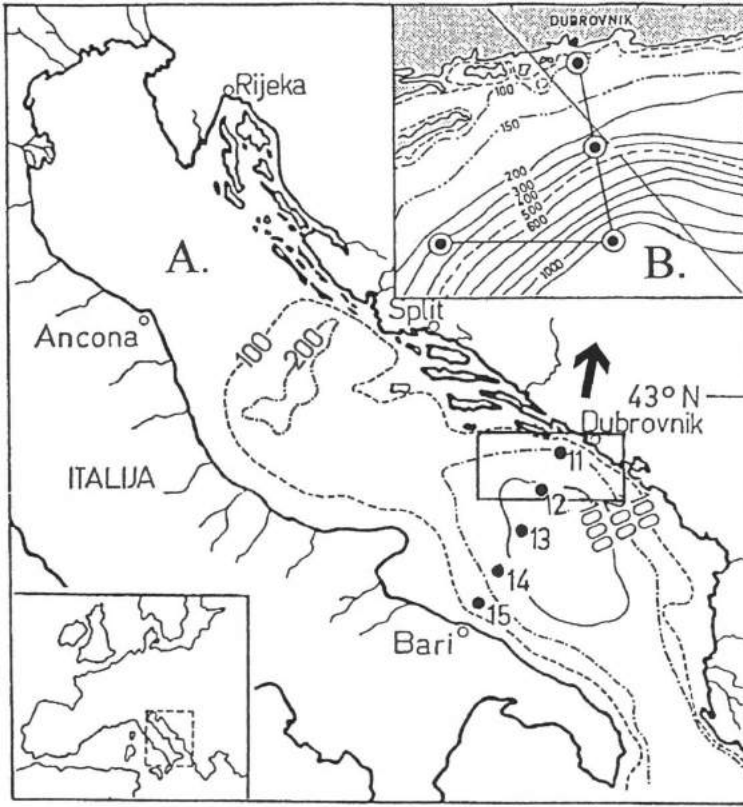 DUBROVNIK
100
150
200
300
400
500
600
1000
B.
Rijeka
A.
Split
Ancona
100
200
43° N
Dubrovnik
ITALIJA
11
12
13
14
15
Bari